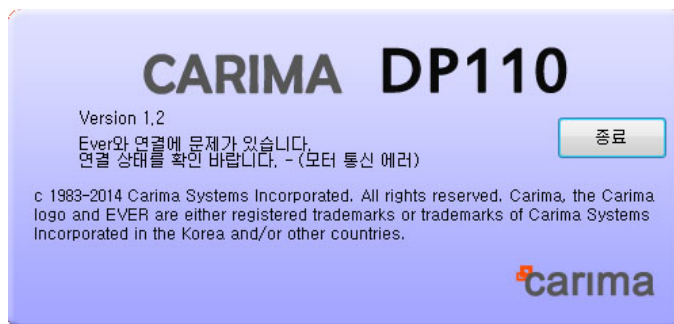 CARIMA DP110
Version 1.2
Ever와 연결에 문제가 있습니다.
연결 상태를 확인 바랍니다. - (모터 통신 에러)
종료
c 1983-2014 Carima Systems Incorporated. All rights reserved. Carima, the Carima
logo and EVER are either registered trademarks or trademarks of Carima Systems
Incorporated in the Korea and/or other countries.
carima